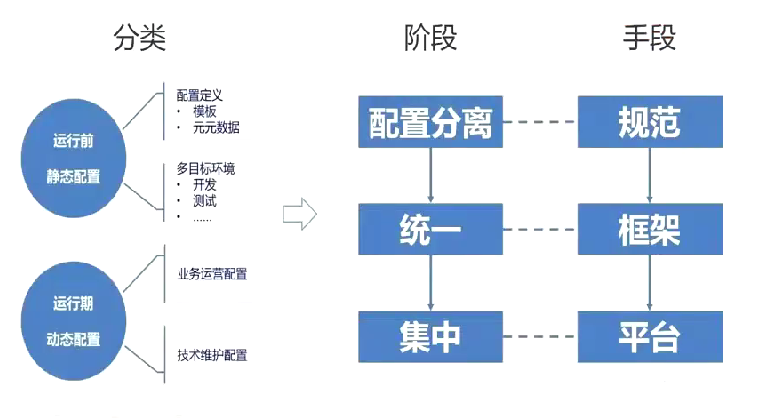 分类
阶段
手段
运行前
静态配置
配置定义
• 模板
• 元元数据
多目标环境
• 开发
• 测试
• ......
运行期
动态配置
业务运营配置
技术维护配置
配置分离
规范
统一
框架
集中
平台